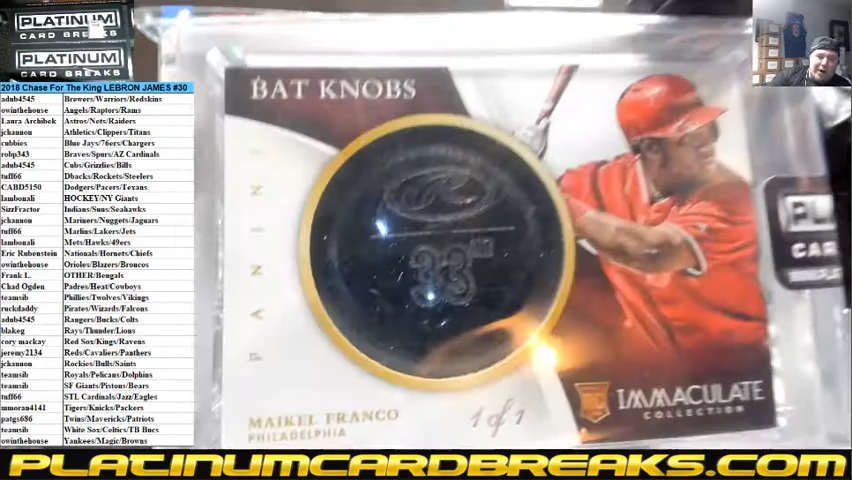 PLATINUM
CARD BREAKS
PLATINUM
CARD BREAKS
2018 Chase For The King LEBRON JAMES #30
adub4545 Brewers/Warriors/Redskins
owinthehouse Angels/Raptors/Rams
Laura Archibek Astros/Nets/Raiders
jchannon Athletics/Clippers/Titans
cubbies Blue Jays/76ers/Chargers
robp343 Braves/Spurs/AZ Cardinals
adub4545 Cubs/Grizzlies/Bills
tuff66 Dbacks/Rockets/Steelers
CABD5150 Dodgers/Pacers/Texans
lambonali HOCKEY/NY Giants
SizzFractor Indians/Suns/Seahawks
jchannon Mariners/Nuggets/Jaguars
tuff66 Marlins/Lakers/Jets
lambonali Mets/Hawks/49ers
Eric Rubenstein Nationals/Hornets/Chiefs
owinthehouse Orioles/Blazers/Broncos
Frank L. OTHER/Bengals
Chad Ogden Padres/Heat/Cowboys
teamsib Phillies/Twolves/Vikings
ruckdaddy Pirates/Wizards/Falcons
adub4545 Rangers/Bucks/Colts
blakeg Rays/Thunder/Lions
cory mackay Red Sox/Kings/Ravens
jeremy2134 Reds/Cavaliers/Panthers
jchannon Rockies/Bulls/Saints
teamsib Royals/Pelicans/Dolphins
teamsib SF Giants/Pistons/Bears
tuff66 STL Cardinals/Jazz/Eagles
mmoran4141 Tigers/Knicks/Packers
patgs686 Twins/Mavericks/Patriots
teamsib White Sox/Celtics/TB Bucs
owinthehouse Yankees/Magic/Browns
BAT KNOBS
PANINI
33
MAIKEL FRANCO
PHILADELPHIA
1 of 1
RC
IMMACULATE
COLLECTION
PLATINUMCARDBREAKS.COM